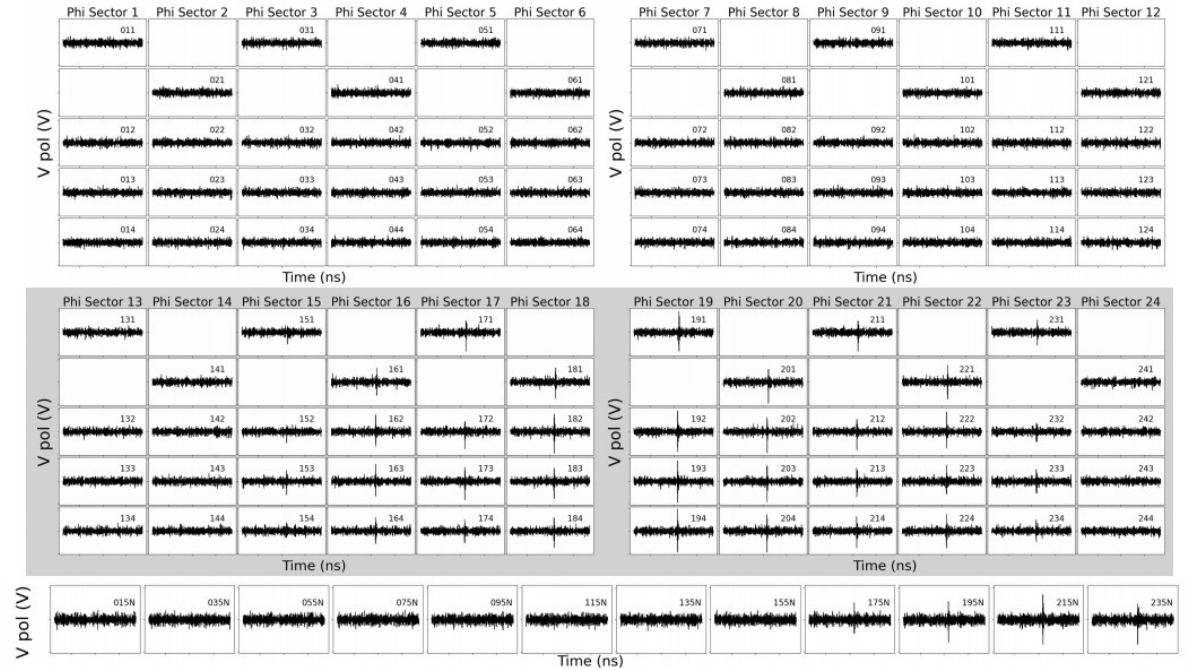 Phi Sector 1 Phi Sector 2 Phi Sector 3 Phi Sector 4 Phi Sector 5 Phi Sector 6 Phi Sector 7 Phi Sector 8 Phi Sector 9 Phi Sector 10 Phi Sector 11 Phi Sector 12
011 031 051 071 091 111
021 041 061 081 101 121
V pol (V) V pol (V)
012 022 032 042 052 062 072 082 092 102 112 122
013 023 033 043 053 063 073 083 093 103 113 123
014 024 034 044 054 064 074 084 094 104 114 124
Time (ns) Time (ns)
Phi Sector 13 Phi Sector 14 Phi Sector 15 Phi Sector 16 Phi Sector 17 Phi Sector 18 Phi Sector 19 Phi Sector 20 Phi Sector 21 Phi Sector 22 Phi Sector 23 Phi Sector 24
131 151 171 191 211 231
141 161 181 201 221 241
V pol (V) V pol (V)
132 142 152 162 172 182 192 202 212 222 232 242
133 143 153 163 173 183 193 203 213 223 233 243
134 144 154 164 174 184 194 204 214 224 234 244
Time (ns) Time (ns)
V pol (V)
015N 035N 055N 075N 095N 115N 135N 155N 175N 195N 215N 235N
Time (ns)